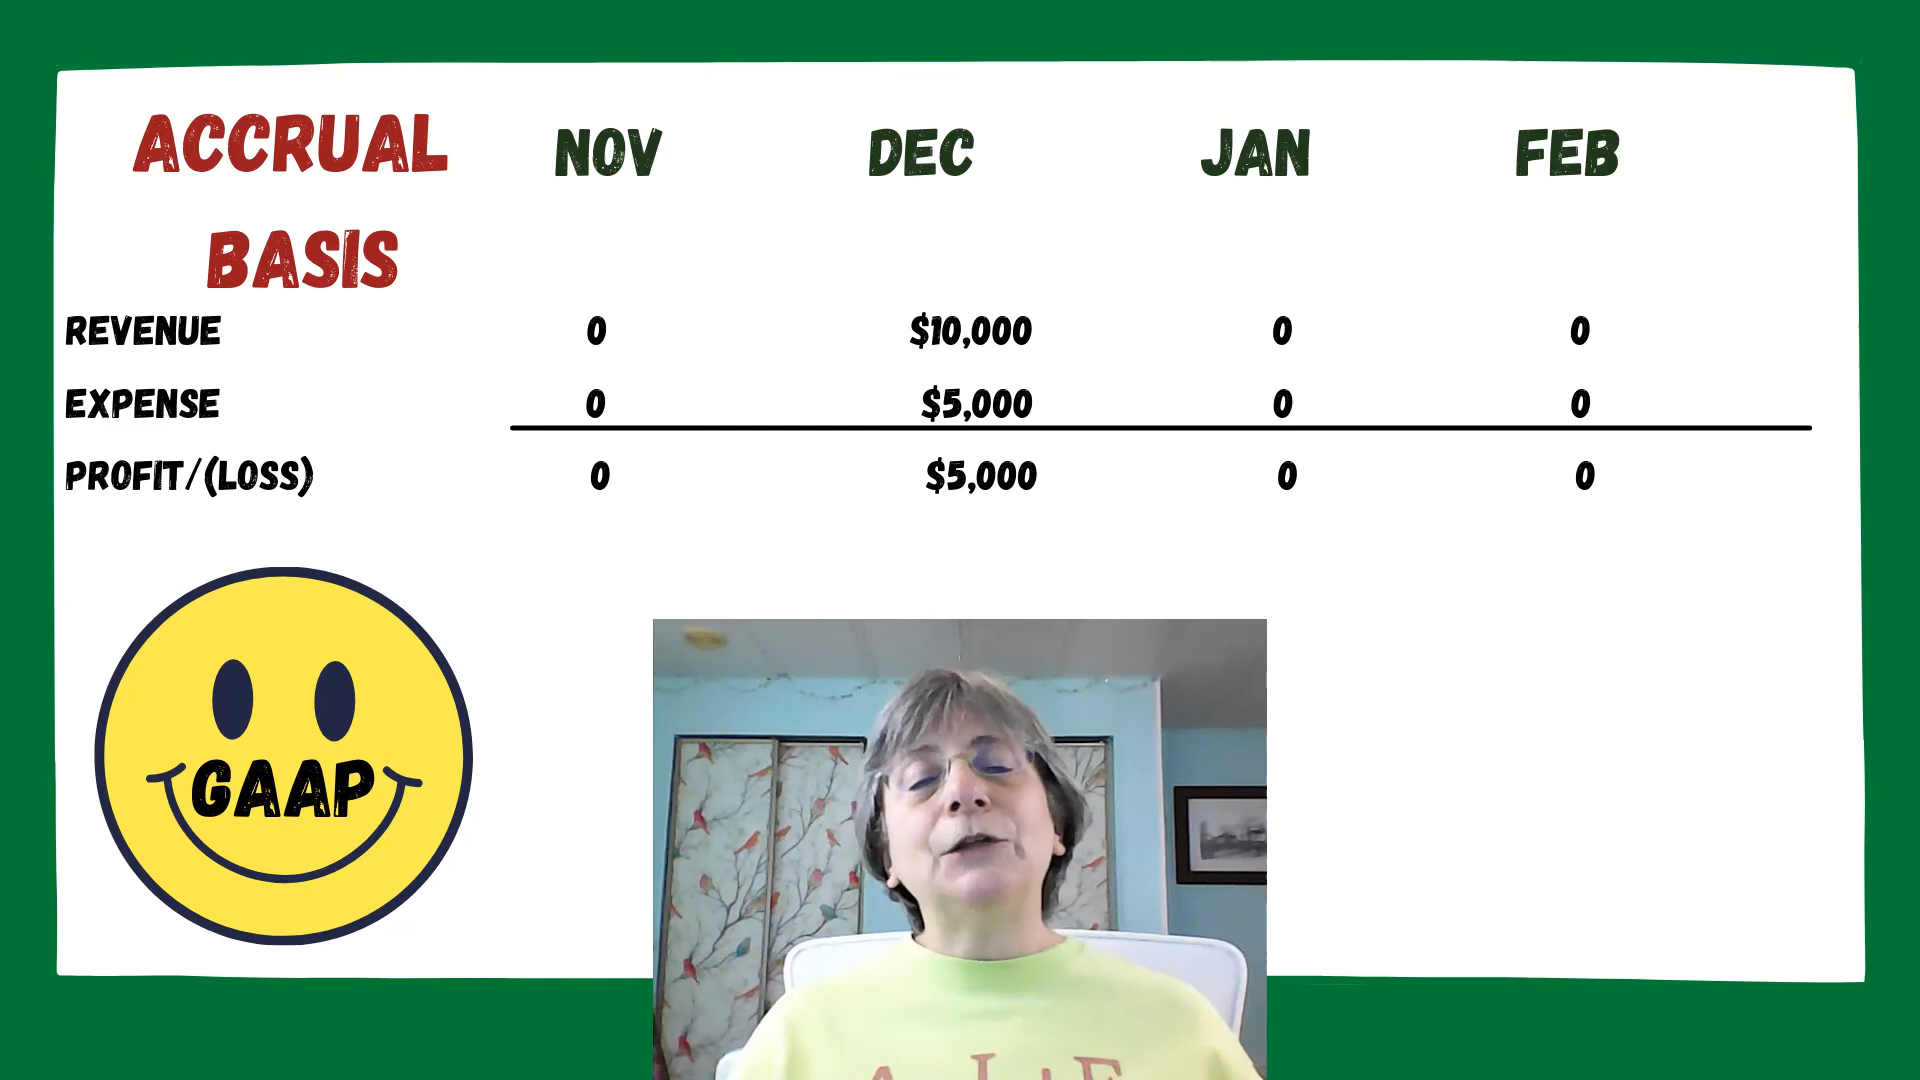 ACCRUAL NOV DEC JAN FEB
BASIS
REVENUE 0 $10,000 0 0
EXPENSE 0 $5,000 0 0
PROFIT/(LOSS) 0 $5,000 0 0
GAAP